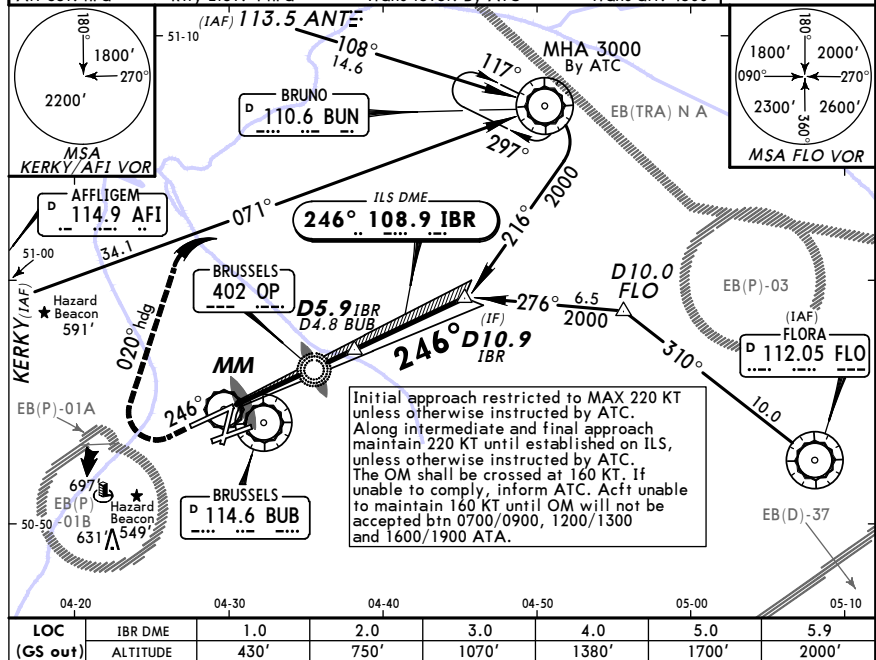 (IAF) 113.5 ANT
51-10
108°
14.6
117°
MHA 3000
By ATC
180°
1800'
270°
2200'
MSA
KERKY/AFI VOR
180°
1800' 2000'
090° 270°
2300' 2600'
360°
MSA FLO VOR
BRUNO
D 110.6 BUN
297°
EB(TRA) N A
AFFLIGEM
D 114.9 AFI
ILS DME
246° 108.9 IBR
071°
34.1
216°
2000
51-00
KERKY (IAF)
Hazard
Beacon
591'
BRUSSELS
402 OP
D5.9 IBR
D4.8 BUB
020° hdg
D10.0
FLO
276° 6.5
2000
EB(P)-03
(IAF)
FLORA
D 112.05 FLO
310°
10.0
246°
(IF)
D10.9
IBR
MM
246°
EB(P)-01A
697'
EB(P)
-01B
Hazard
Beacon
549'
631'
50-50
BRUSSELS
D 114.6 BUB
Initial approach restricted to MAX 220 KT
unless otherwise instructed by ATC.
Along intermediate and final approach
maintain 220 KT until established on ILS,
unless otherwise instructed by ATC.
The OM shall be crossed at 160 KT. If
unable to comply, inform ATC. Acft unable
to maintain 160 KT until OM will not be
accepted btn 0700/0900, 1200/1300
and 1600/1900 ATA.
EB(D)-37
04-20 04-30 04-40 04-50 05-00 05-10
LOC IBR DME 1.0 2.0 3.0 4.0 5.0 5.9
(GS out) ALTITUDE 430' 750' 1070' 1380' 1700' 2000'